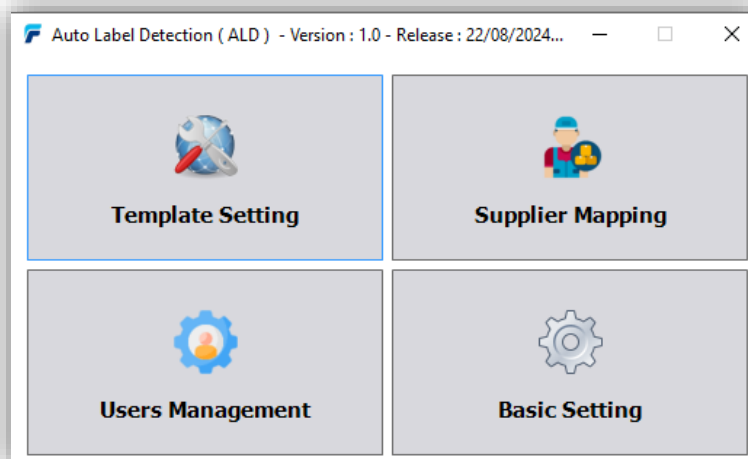 Auto Label Detection ( ALD )  - Version : 1.0 - Release : 22/08/2024...
Template Setting
Supplier Mapping
Users Management
Basic Setting